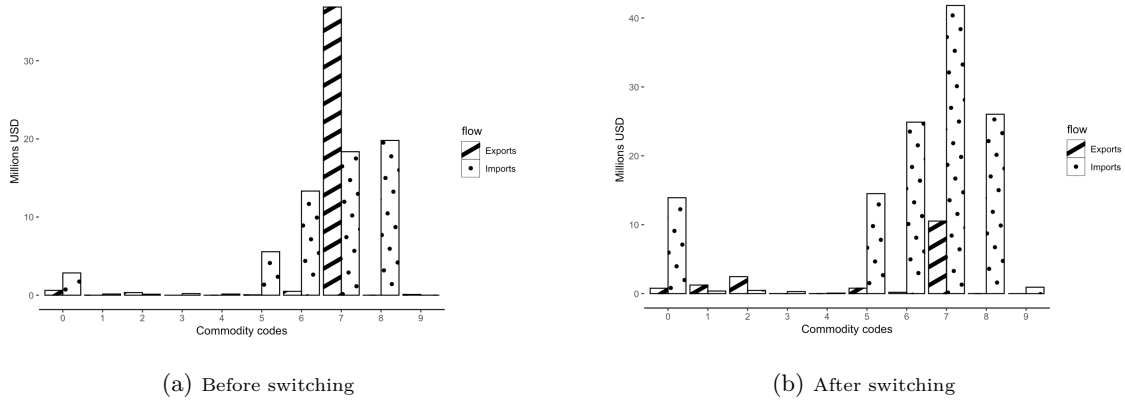 Millions USD
30
20
10
0
0 1 2 3 4 5 6 7 8 9
Commodity codes
flow
Exports
Imports
(a) Before switching
Millions USD
40
30
20
10
0
0 1 2 3 4 5 6 7 8 9
Commodity codes
flow
Exports
Imports
(b) After switching